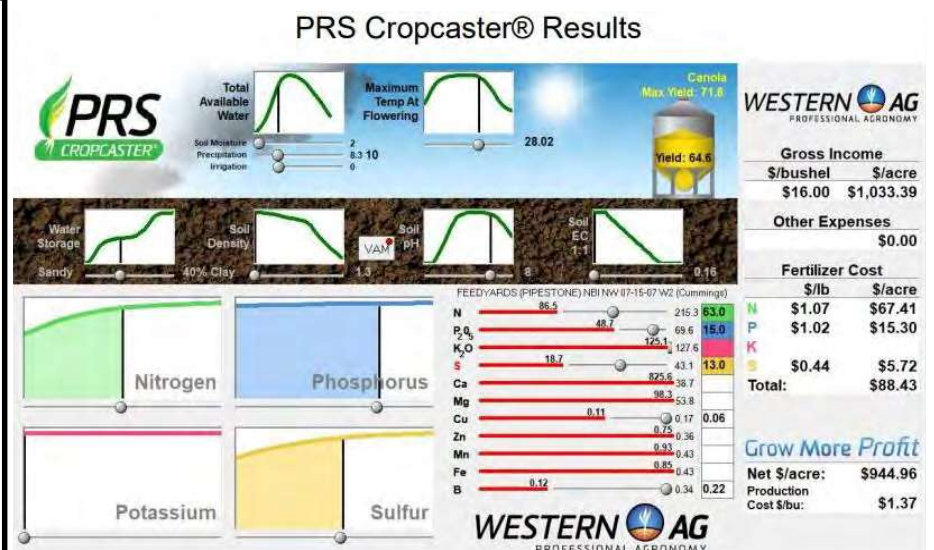 PRS Cropcaster® Results
PRS
CROPCASTER®
Total
Available
Water
Soil Moisture 2
Precipitation 8.3 10
Irrigation 0
Maximum
Temp At
Flowering
28.02
Canola
Max Yield: 71.8
Yield: 64.6
WESTERN AG
PROFESSIONAL AGRONOMY
Water
Storage
Sandy
40% Clay
Soil
Density
1.3
VAM
Soil
pH
8
Soil
EC
1:1
0.16
Gross Income
$/bushel $/acre
$16.00 $1,033.39
Other Expenses
$0.00
Fertilizer Cost
$/lb $/acre
N $1.07 $67.41
P $1.02 $15.30
K
S $0.44 $5.72
Total: $88.43
Grow More Profit
Net $/acre: $944.96
Production
Cost $/bu: $1.37
Nitrogen
Phosphorus
Potassium
Sulfur
FEEDYARDS (PIPESTONE) NBI NW 07-15-07 W2 (Cummings)
N 86.5 215.3 63.0
P2O5 48.7 69.6 15.0
K2O 125.1 127.6
S 18.7 43.1 13.0
Ca 825.6 38.7
Mg 98.3 53.8
Cu 0.11 0.17 0.06
Zn 0.75 0.36
Mn 0.93 0.43
Fe 0.85 0.43
B 0.12 0.34 0.22
WESTERN AG
PROFESSIONAL AGRONOMY